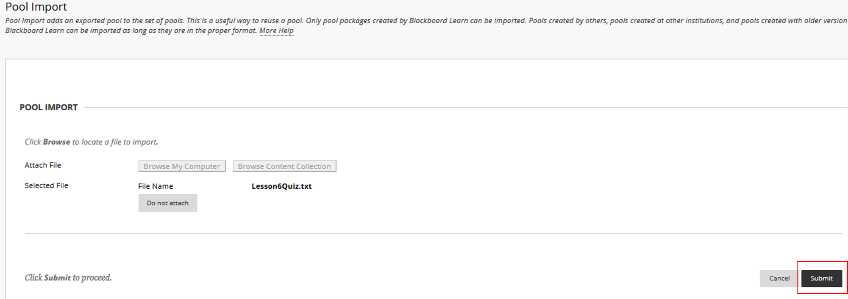 Pool Import
Pool Import adds an exported pool to the set of pools. This is a useful way to reuse a pool. Only pool packages created by Blackboard Learn can be imported. Pools created by others, pools created at other institutions, and pools created with older version
Blackboard Learn can be imported as long as they are in the proper format. More Help
POOL IMPORT
Click Browse to locate a file to import.
Attach File Browse My Computer Browse Content Collection
Selected File File Name Lesson6Quiz.txt
Do not attach
Click Submit to proceed. Cancel Submit